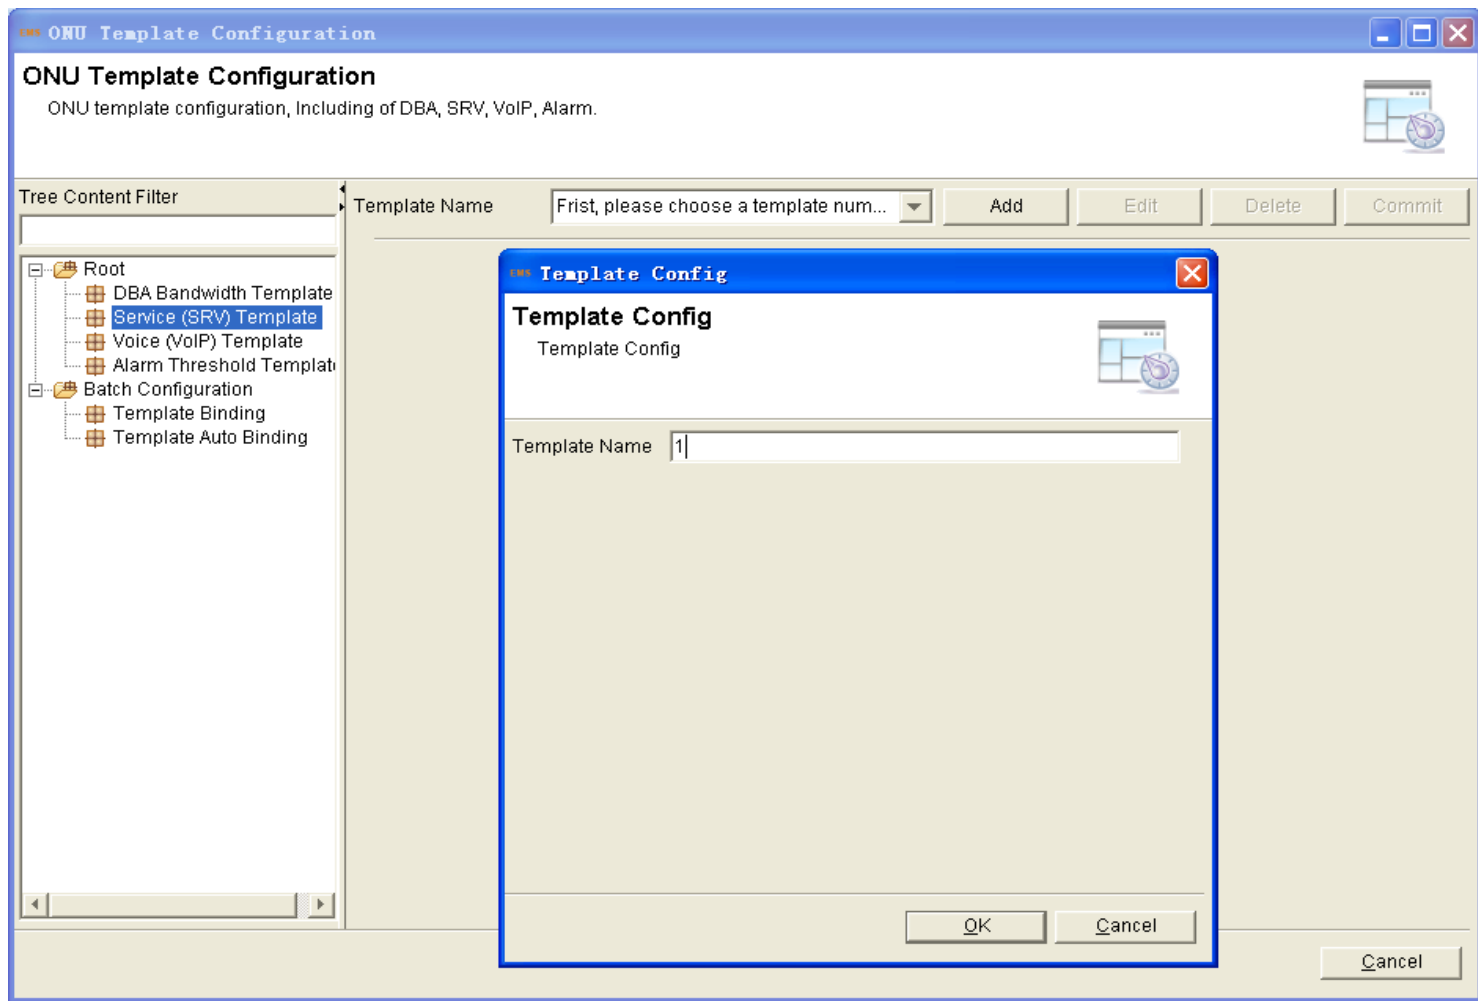 EMS ONU Template Configuration
ONU Template Configuration
ONU template configuration, Including of DBA, SRV, VoIP, Alarm.
Tree Content Filter
Template Name Frist, please choose a template num... Add Edit Delete Commit
Root
DBA Bandwidth Template
Service (SRV) Template
Voice (VoIP) Template
Alarm Threshold Templat
Batch Configuration
Template Binding
Template Auto Binding
EMS Template Config
Template Config
Template Config
Template Name 1
OK Cancel
Cancel